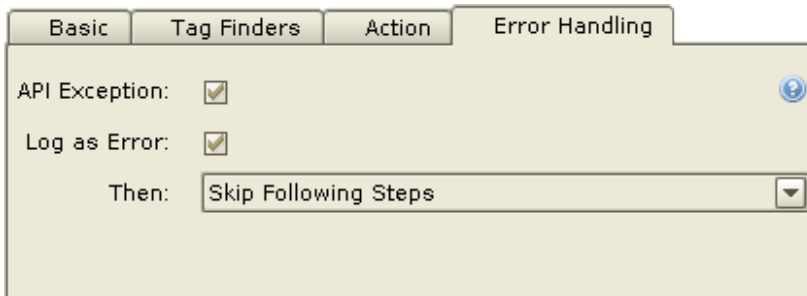 Basic Tag Finders Action Error Handling
API Exception:
Log as Error:
Then: Skip Following Steps